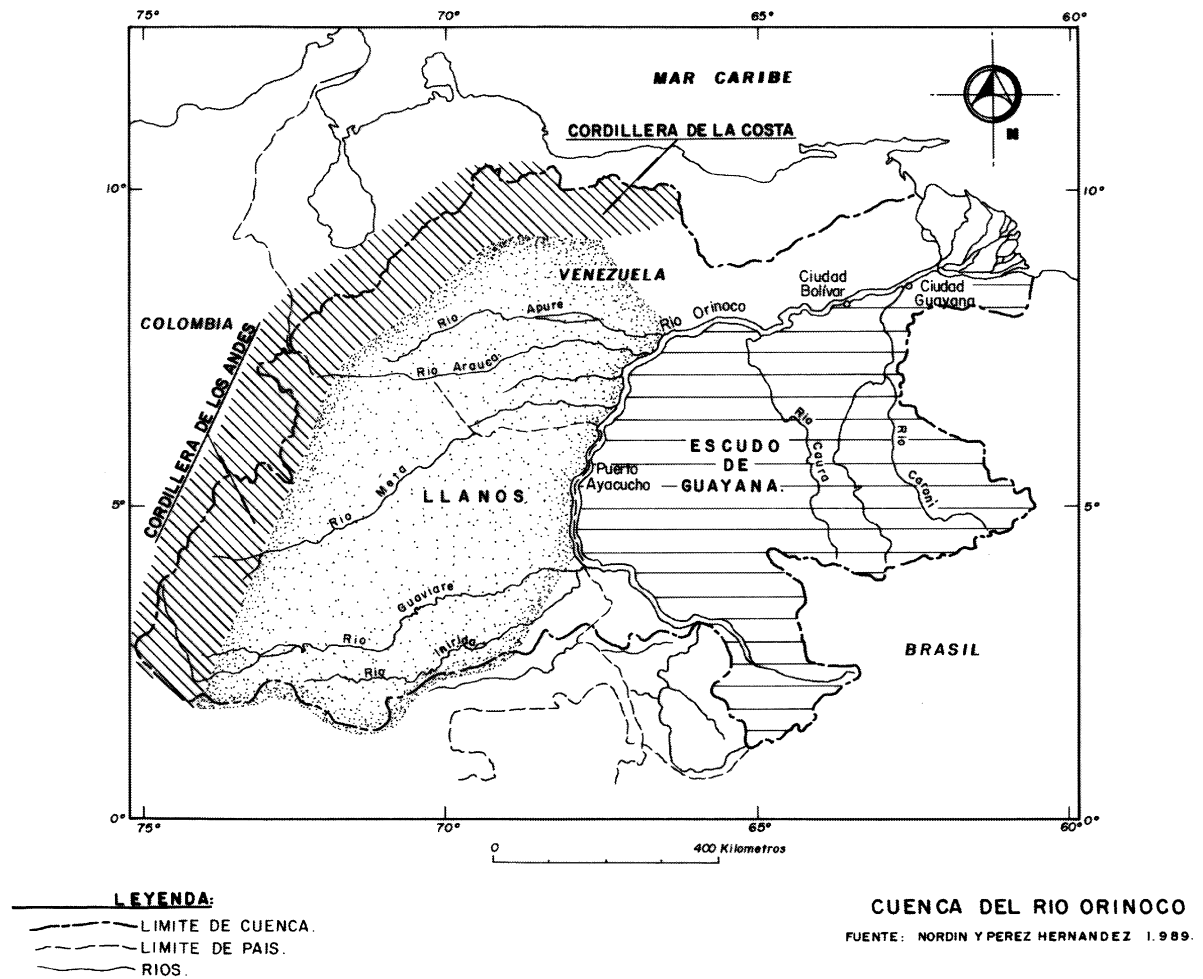 75°
70°
65°
60°
MAR CARIBE
N
CORDILLERA DE LA COSTA
10°
10°
VENEZUELA
Ciudad
Bolívar
Ciudad
Guayana
COLOMBIA
Rio Apure
Rio Orinoco
Rio Arauca
CORDILLERA DE LOS ANDES
Rio Caura
Rio Caroni
ESCUDO
DE
GUAYANA.
Puerto
Ayacucho
Rio Meta
LLANOS.
5°
5°
Rio Guaviare
Rio Inirida
BRASIL
0°
0°
75°
70°
65°
60°
0 400 Kilometros
LEYENDA:
LIMITE DE CUENCA.
LIMITE DE PAIS.
RIOS.
CUENCA DEL RIO ORINOCO
FUENTE: NORDIN Y PEREZ HERNANDEZ 1.989.